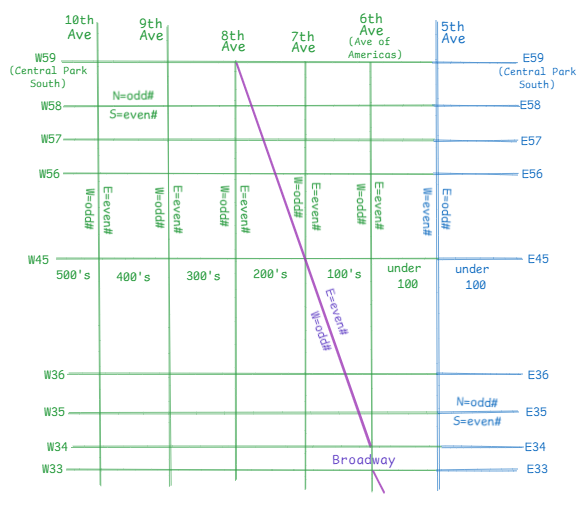 10th
Ave
9th
Ave
8th
Ave
7th
Ave
6th
Ave
(Ave of
Americas)
5th
Ave
W59
(Central Park
South)
E59
(Central Park
South)
N=odd#
W58
E58
S=even#
W57
E57
W56
E56
W=odd#
E=even#
W=odd#
E=even#
W=odd#
E=even#
W=odd#
E=even#
W=odd#
E=even#
W=even#
E=odd#
W45
E45
500's
400's
300's
200's
100's
under
100
under
100
E=even#
W=odd#
W36
E36
N=odd#
W35
E35
S=even#
W34
E34
Broadway
W33
E33